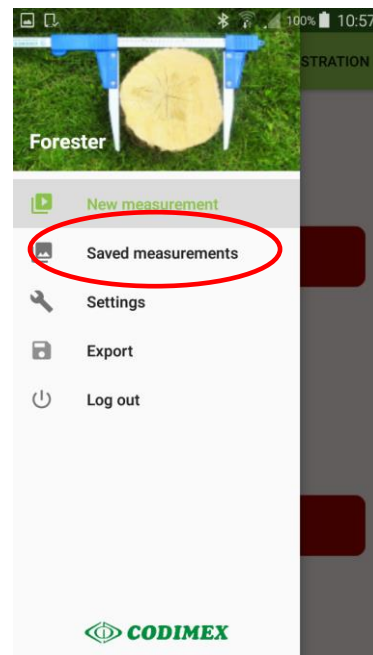 100% 10:57
STRATION
Forester
New measurement
Saved measurements
Settings
Export
Log out
CODIMEX